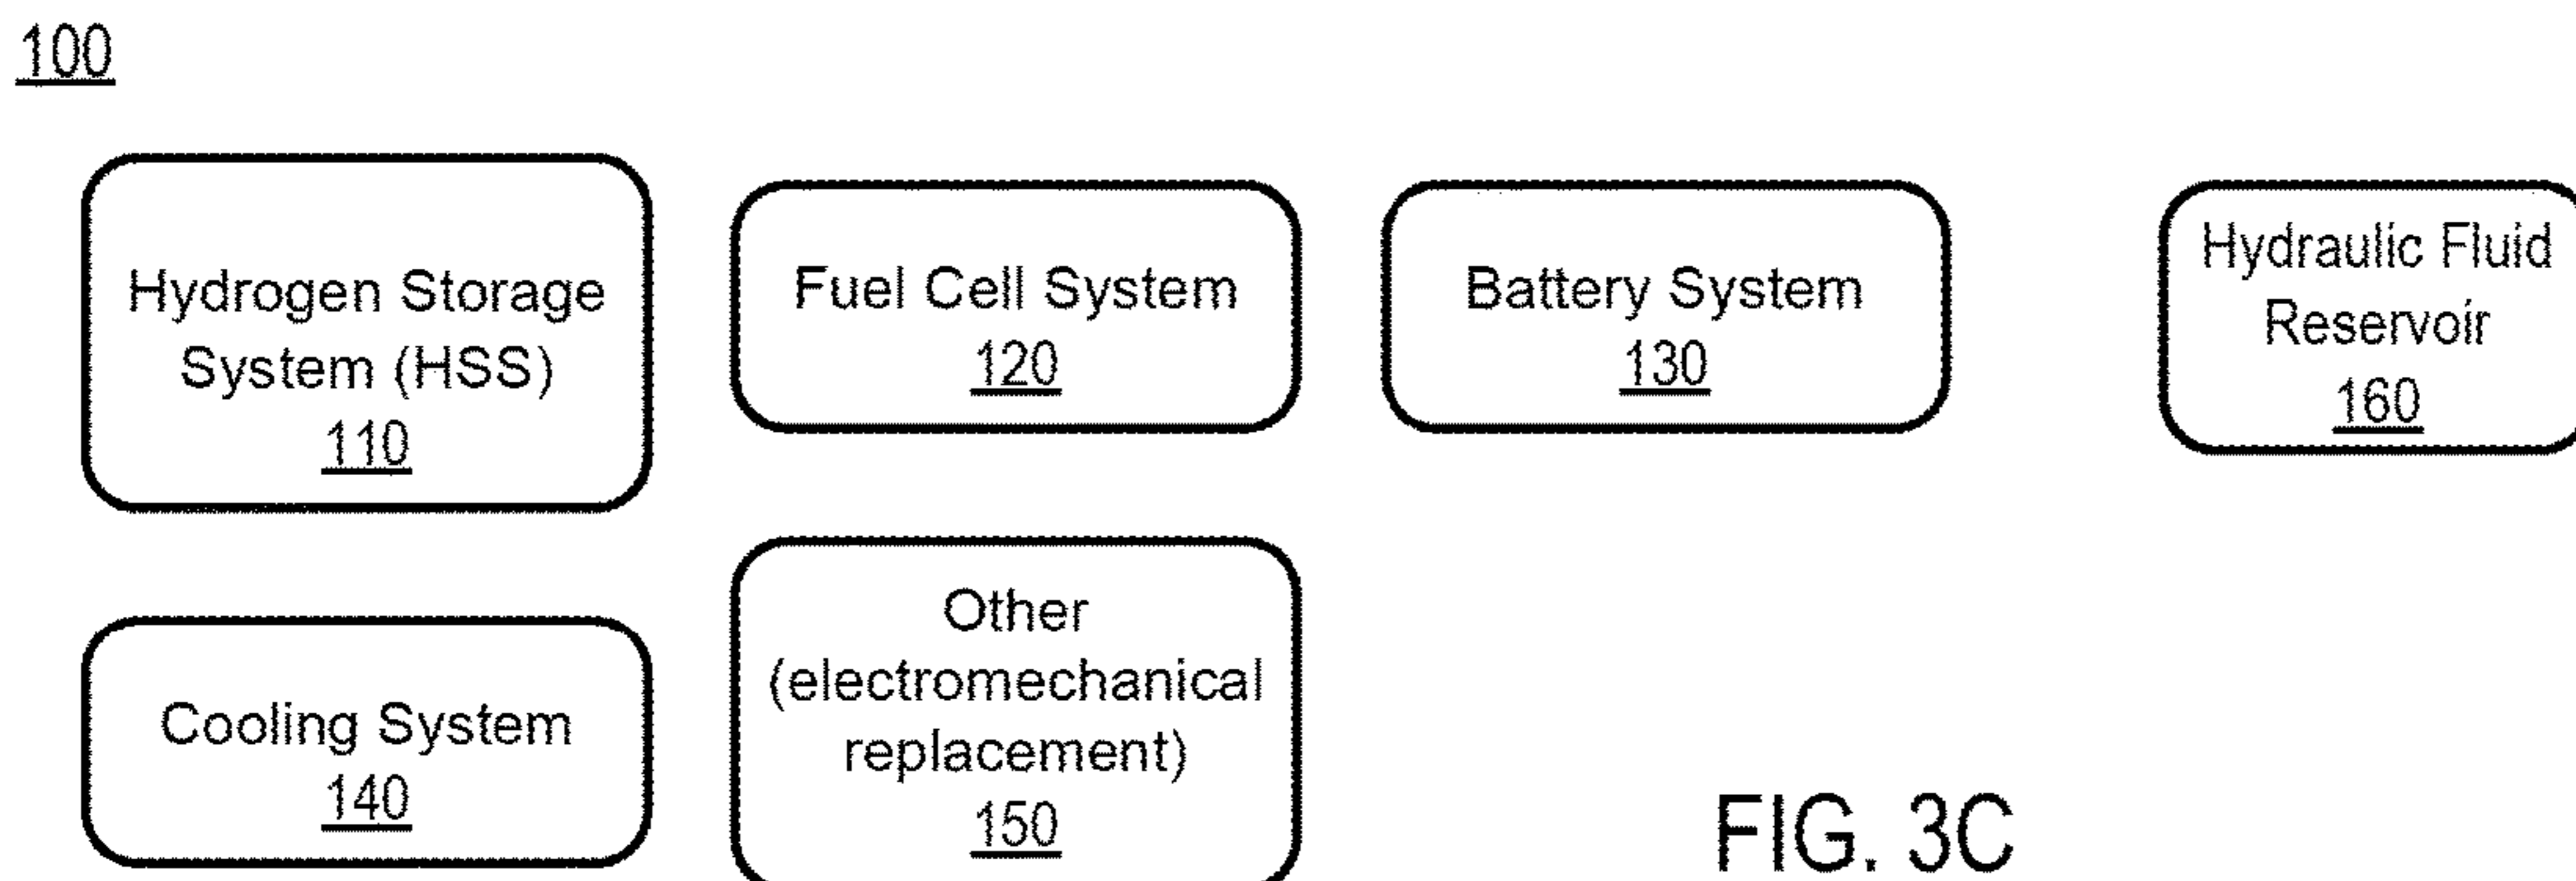 100
Hydrogen Storage
System (HSS)
110
Fuel Cell System
120
Battery System
130
Hydraulic Fluid
Reservoir
160
Cooling System
140
Other
(electromechanical
replacement)
150
FIG. 3C